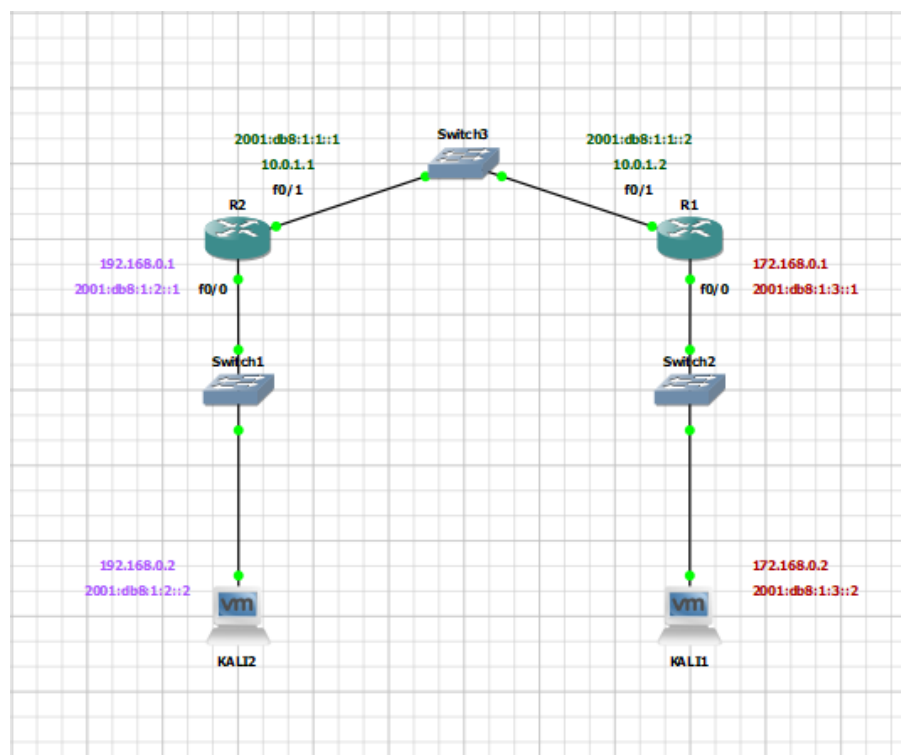 Switch3
2001:db8:1:1::1
2001:db8:1:1::2
10.0.1.1
10.0.1.2
f0/1
f0/1
R2
R1
192.168.0.1
172.168.0.1
2001:db8:1:2::1
f0/0
f0/0
2001:db8:1:3::1
Switch1
Switch2
192.168.0.2
172.168.0.2
2001:db8:1:2::2
2001:db8:1:3::2
vm
vm
KALI2
KALI1